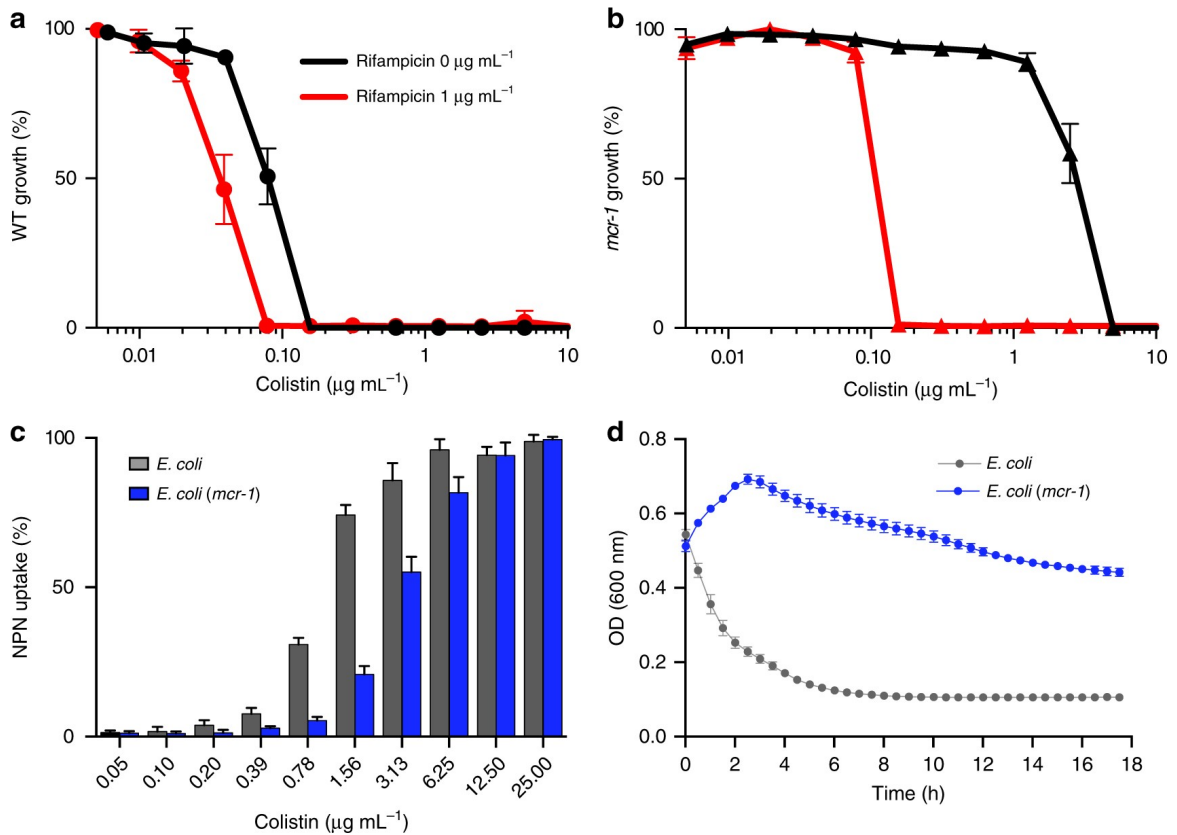 a
100
50
0
WT growth (%)
0.01
0.10
1
10
Colistin (µg mL⁻¹)
Rifampicin 0 µg mL⁻¹
Rifampicin 1 µg mL⁻¹
b
100
50
0
mcr-1 growth (%)
0.01
0.10
1
10
Colistin (µg mL⁻¹)
c
100
50
0
NPN uptake (%)
E. coli
E. coli (mcr-1)
0.05
0.10
0.20
0.39
0.78
1.56
3.13
6.25
12.50
25.00
Colistin (µg mL⁻¹)
d
0.8
0.6
0.4
0.2
0.0
OD (600 nm)
E. coli
E. coli (mcr-1)
0
2
4
6
8
10
12
14
16
18
Time (h)